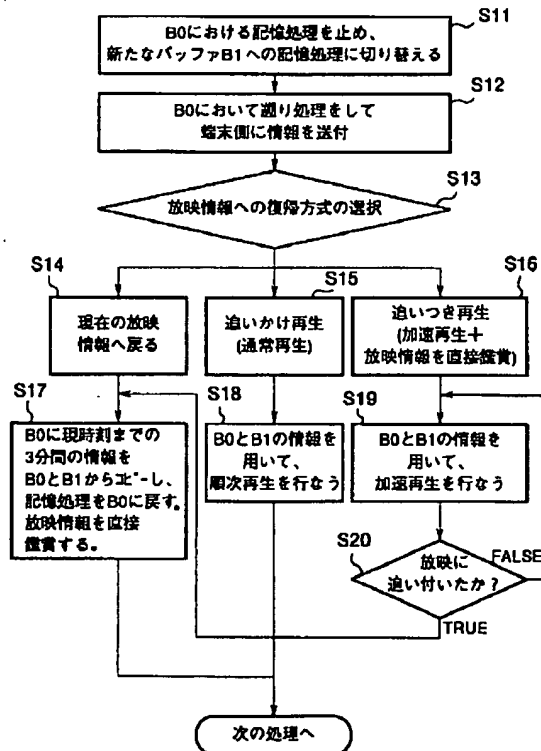 S11
B0における記憶処理を止め、
新たなバッファB1への記憶処理に切り替える
S12
B0において遡り処理をして
端末側に情報を送付
S13
放映情報への復帰方式の選択
S14
現在の放映
情報へ戻る
S15
追いかけ再生
(通常再生)
S16
追いつき再生
(加速再生+
放映情報を直接鑑賞)
S17
B0に現時刻までの
3分間の情報を
B0とB1からコピーし、
記憶処理をB0に戻す。
放映情報を直接
鑑賞する。
S18
B0とB1の情報を
用いて、
順次再生を行なう
S19
B0とB1の情報を
用いて、
加速再生を行なう
S20
放映に
追い付いたか?
FALSE
TRUE
次の処理へ